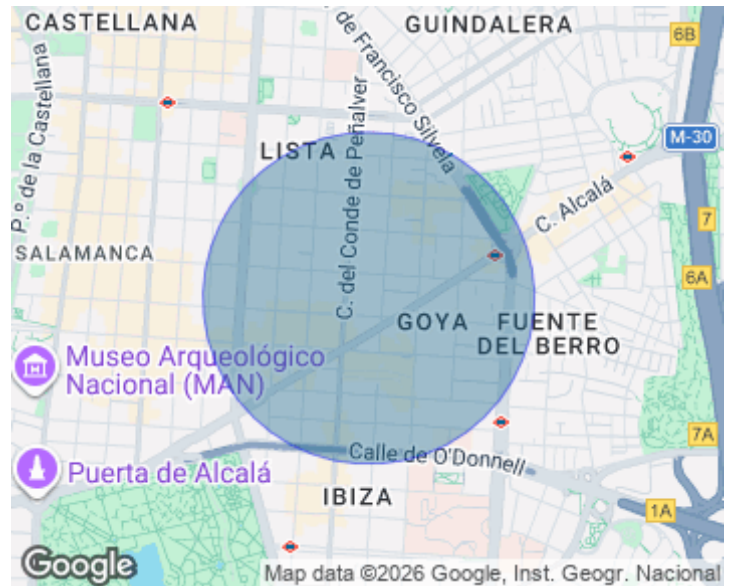 CASTELLANA
GUINDALERA
6B
P.º de la Castellana
. de Francisco Silvela
LISTA
C. del Conde de Peñalver
M-30
C. Alcalá
7
SALAMANCA
6A
GOYA
FUENTE
DEL BERRO
Museo Arqueológico
Nacional (MAN)
7A
Calle de O'Donnell
Puerta de Alcalá
IBIZA
1A
Google
Map data ©2026 Google, Inst. Geogr. Nacional